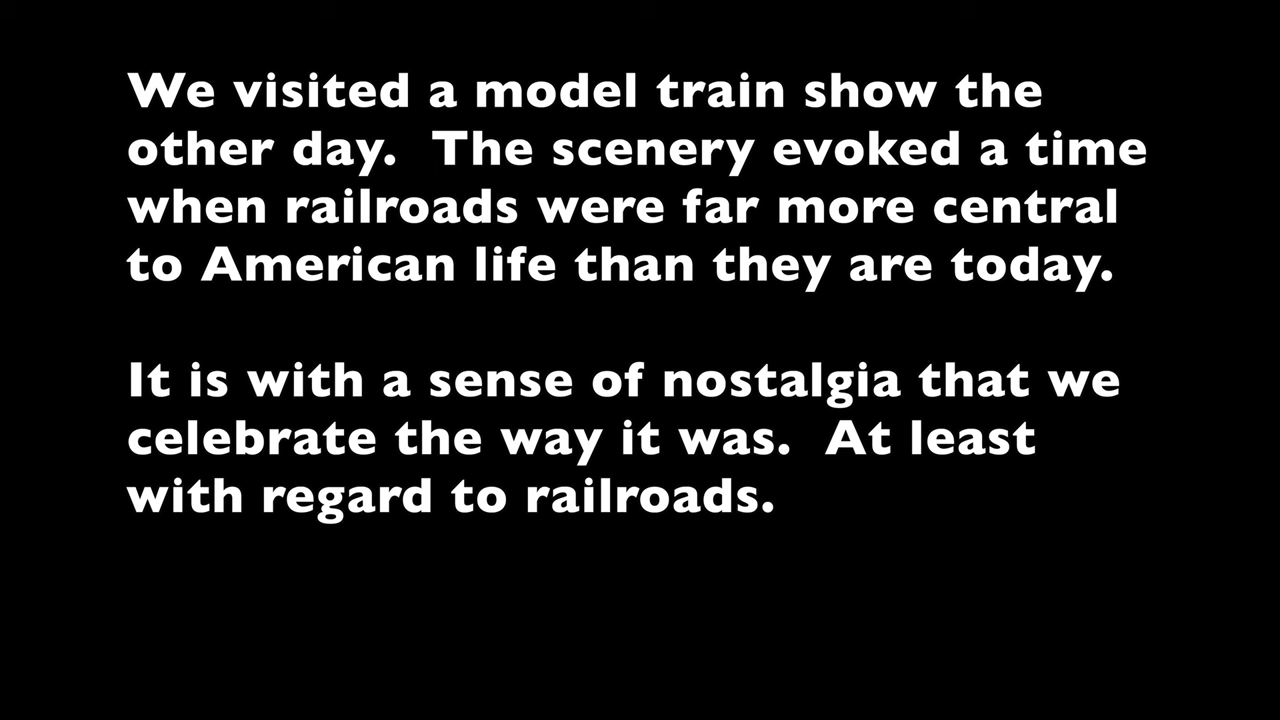 We visited a model train show the
other day.  The scenery evoked a time
when railroads were far more central
to American life than they are today.
It is with a sense of nostalgia that we
celebrate the way it was.  At least
with regard to railroads.